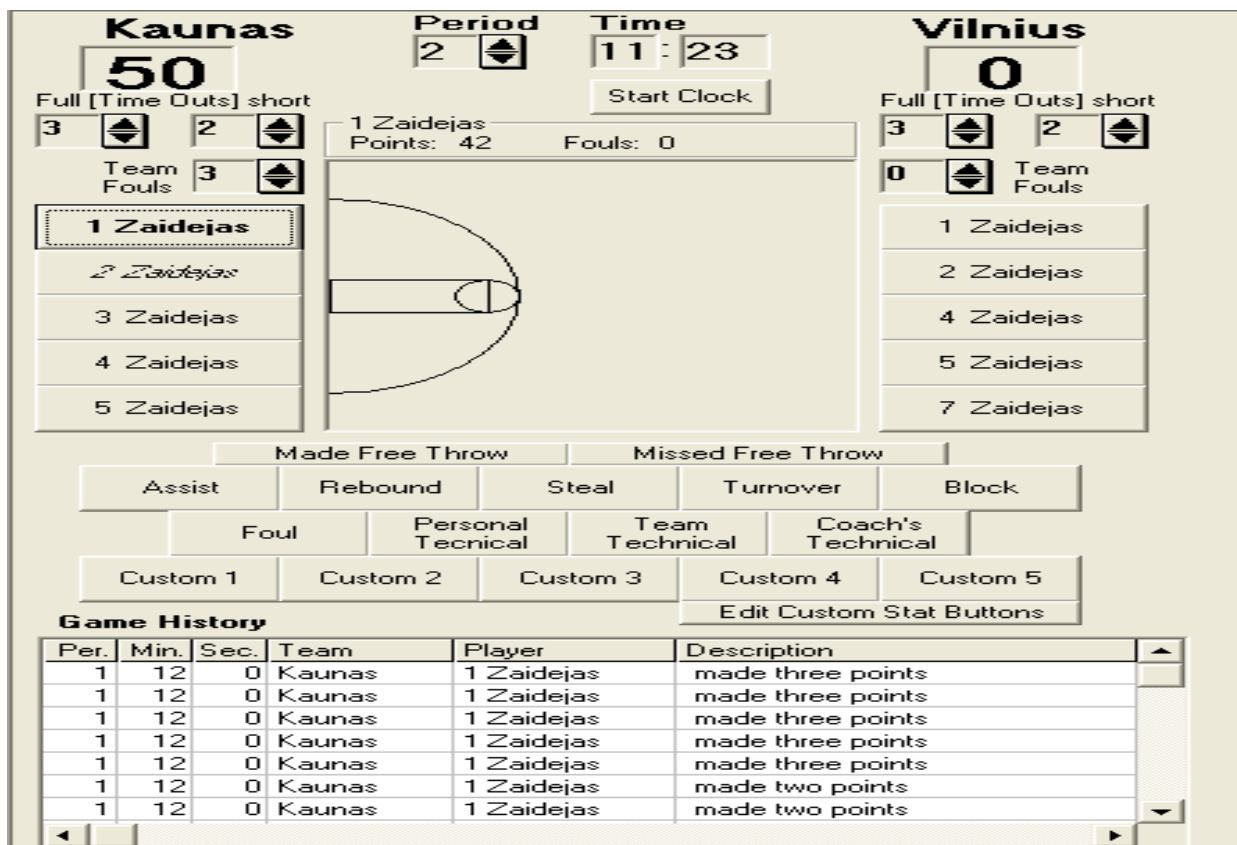 Kaunas Period Time Vilnius
50 2 11 : 23 0
Start Clock
Full [Time Outs] short Full [Time Outs] short
3 2 3 2
1 Zaidejas
Points: 42 Fouls: 0
Team Fouls 3 0 Team Fouls
1 Zaidejas 1 Zaidejas
2 Zaidejas 2 Zaidejas
3 Zaidejas 4 Zaidejas
4 Zaidejas 5 Zaidejas
5 Zaidejas 7 Zaidejas
Made Free Throw Missed Free Throw
Assist Rebound Steal Turnover Block
Foul Personal Tecnical Team Technical Coach's Technical
Custom 1 Custom 2 Custom 3 Custom 4 Custom 5
Edit Custom Stat Buttons
Game History
Per. Min. Sec. Team Player Description
1 12 0 Kaunas 1 Zaidejas made three points
1 12 0 Kaunas 1 Zaidejas made three points
1 12 0 Kaunas 1 Zaidejas made three points
1 12 0 Kaunas 1 Zaidejas made three points
1 12 0 Kaunas 1 Zaidejas made three points
1 12 0 Kaunas 1 Zaidejas made two points
1 12 0 Kaunas 1 Zaidejas made two points